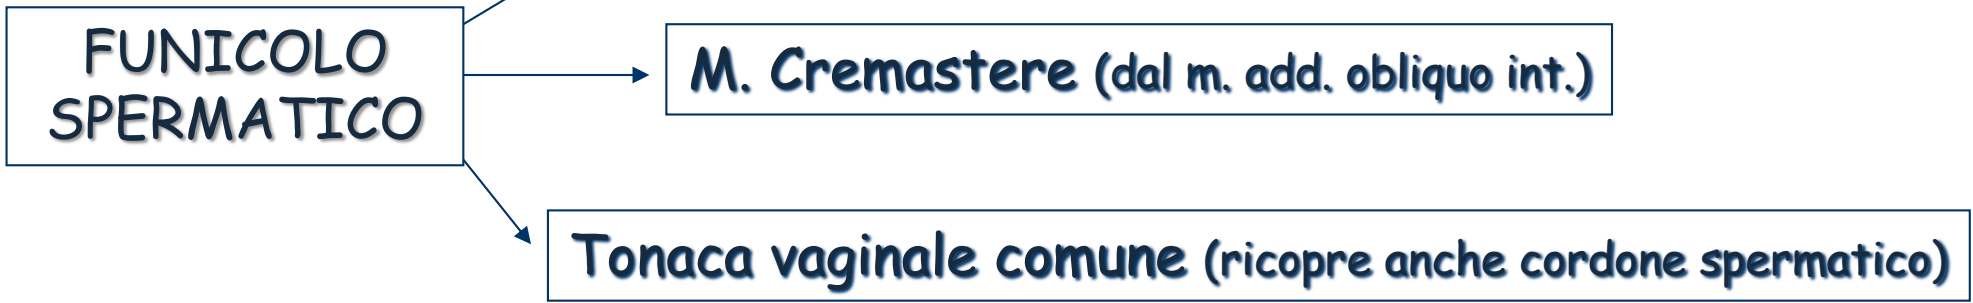 FUNICOLO
SPERMATICO
M. Cremastere (dal m. add. obliquo int.)
Tonaca vaginale comune (ricopre anche cordone spermatico)